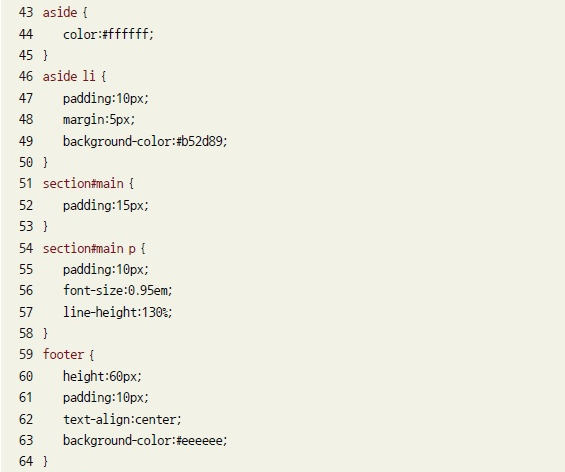 43 aside {
44 color:#ffffff;
45 }
46 aside li {
47 padding:10px;
48 margin:5px;
49 background-color:#b52d89;
50 }
51 section#main {
52 padding:15px;
53 }
54 section#main p {
55 padding:10px;
56 font-size:0.95em;
57 line-height:130%;
58 }
59 footer {
60 height:60px;
61 padding:10px;
62 text-align:center;
63 background-color:#eeeeee;
64 }